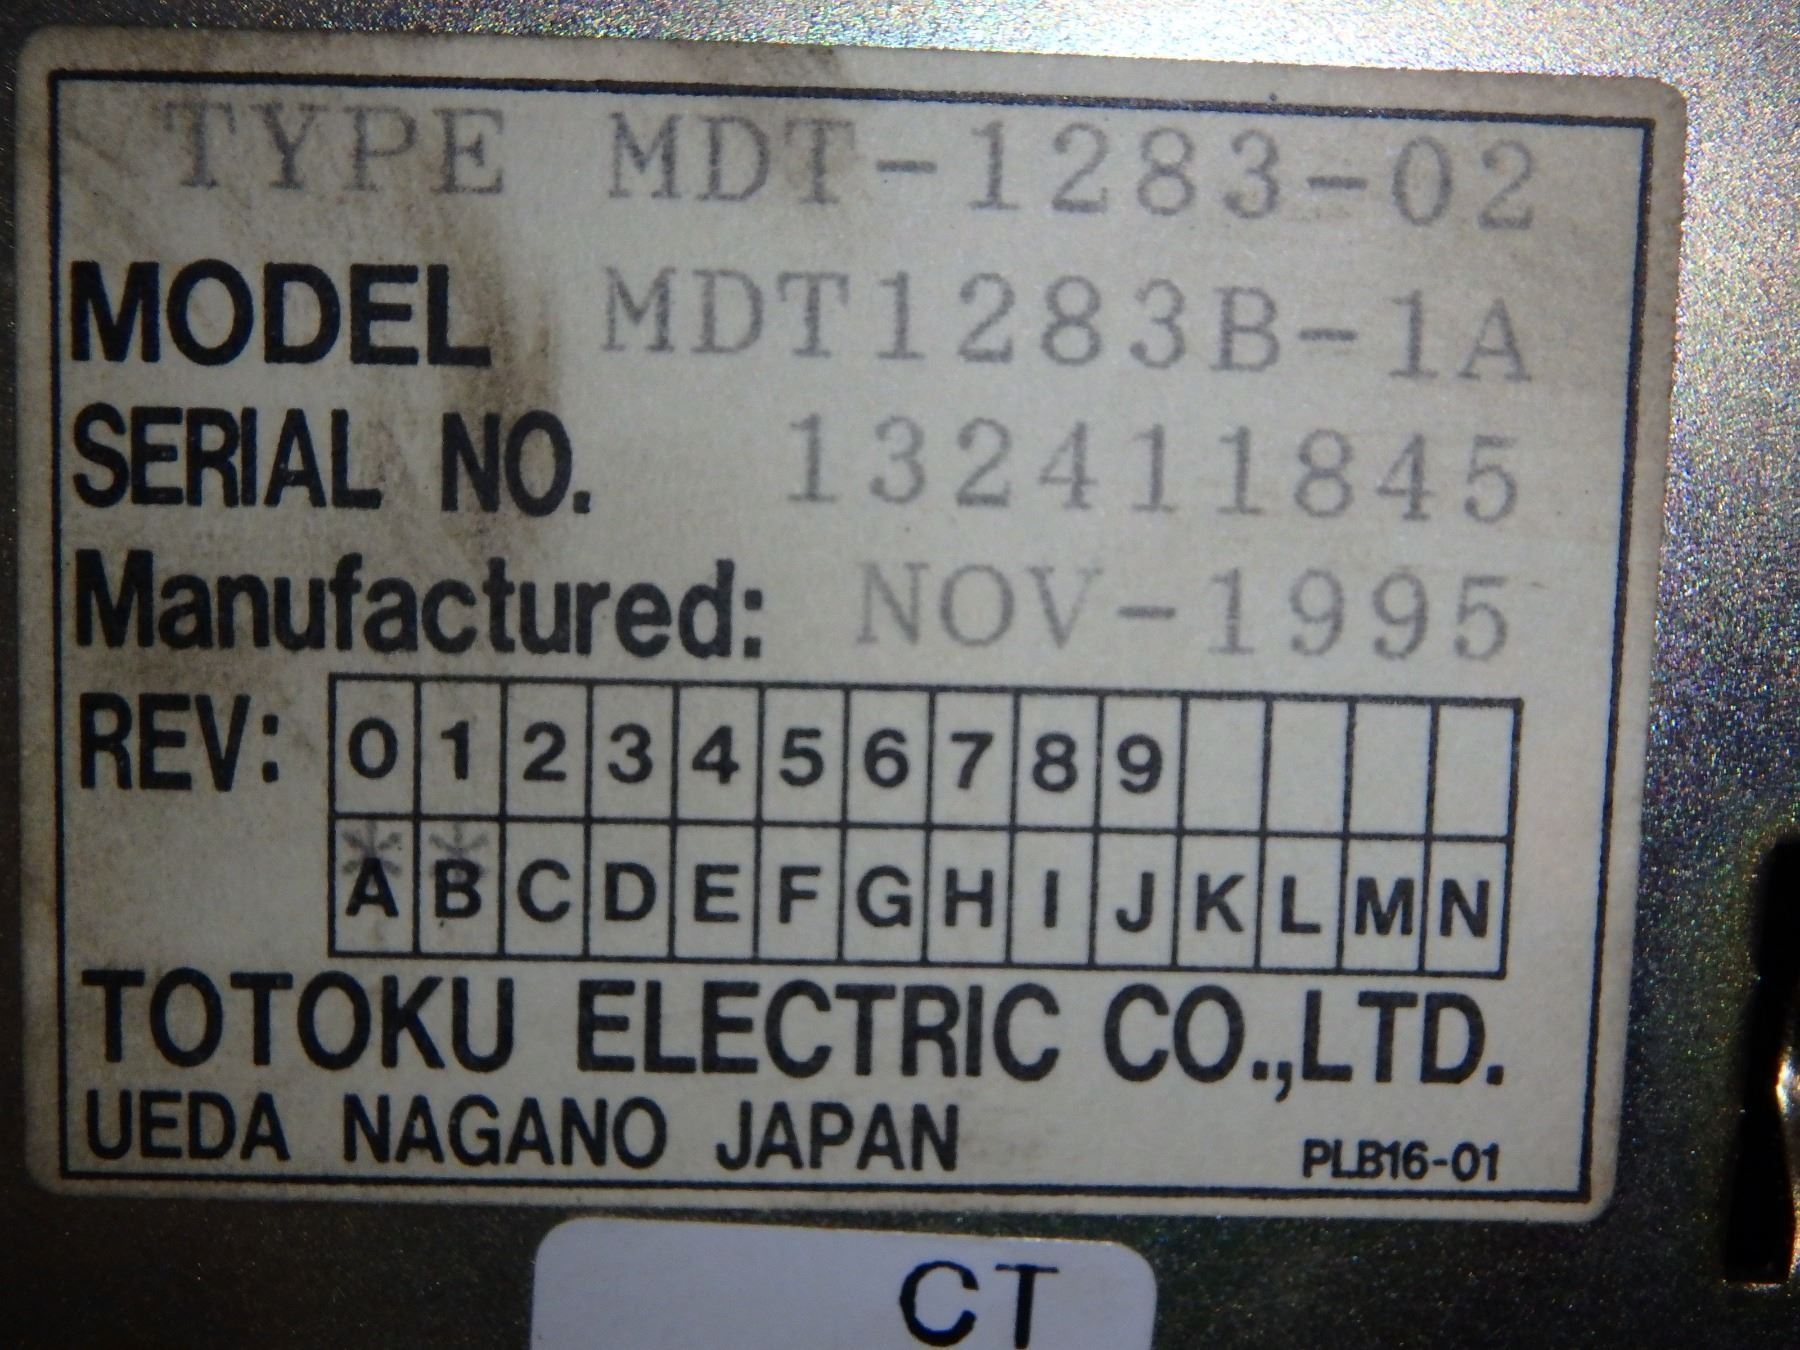 TYPE MDT-1283-02
MODEL MDT1283B-1A
SERIAL NO. 132411845
Manufactured: NOV-1995
REV: 0 1 2 3 4 5 6 7 8 9
* *
A B C D E F G H I J K L M N
TOTOKU ELECTRIC CO.,LTD.
UEDA NAGANO JAPAN PLB16-01
CT